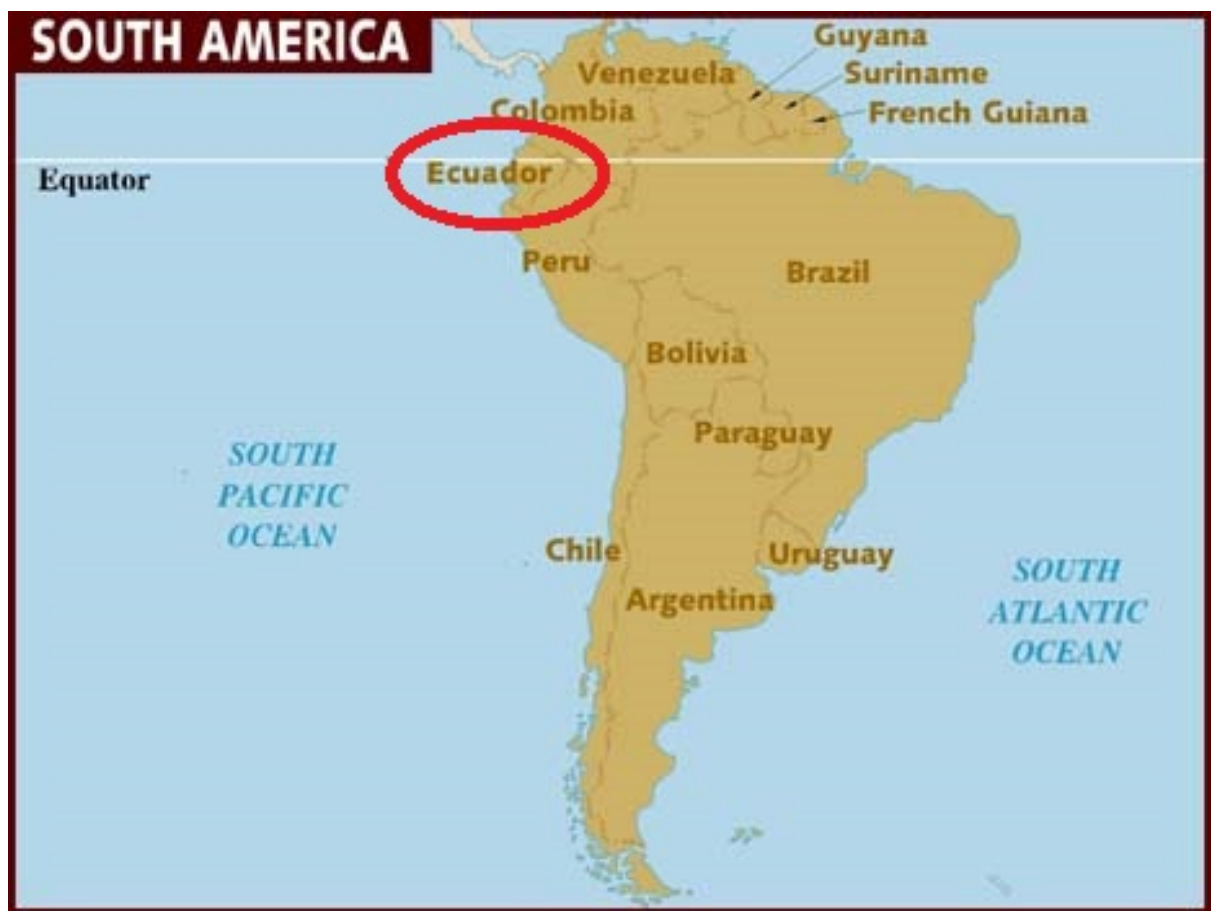 SOUTH AMERICA
Guyana
Venezuela
Suriname
Colombia
French Guiana
Equator
Ecuador
Peru
Brazil
Bolivia
Paraguay
SOUTH
PACIFIC
OCEAN
Chile
Uruguay
Argentina
SOUTH
ATLANTIC
OCEAN